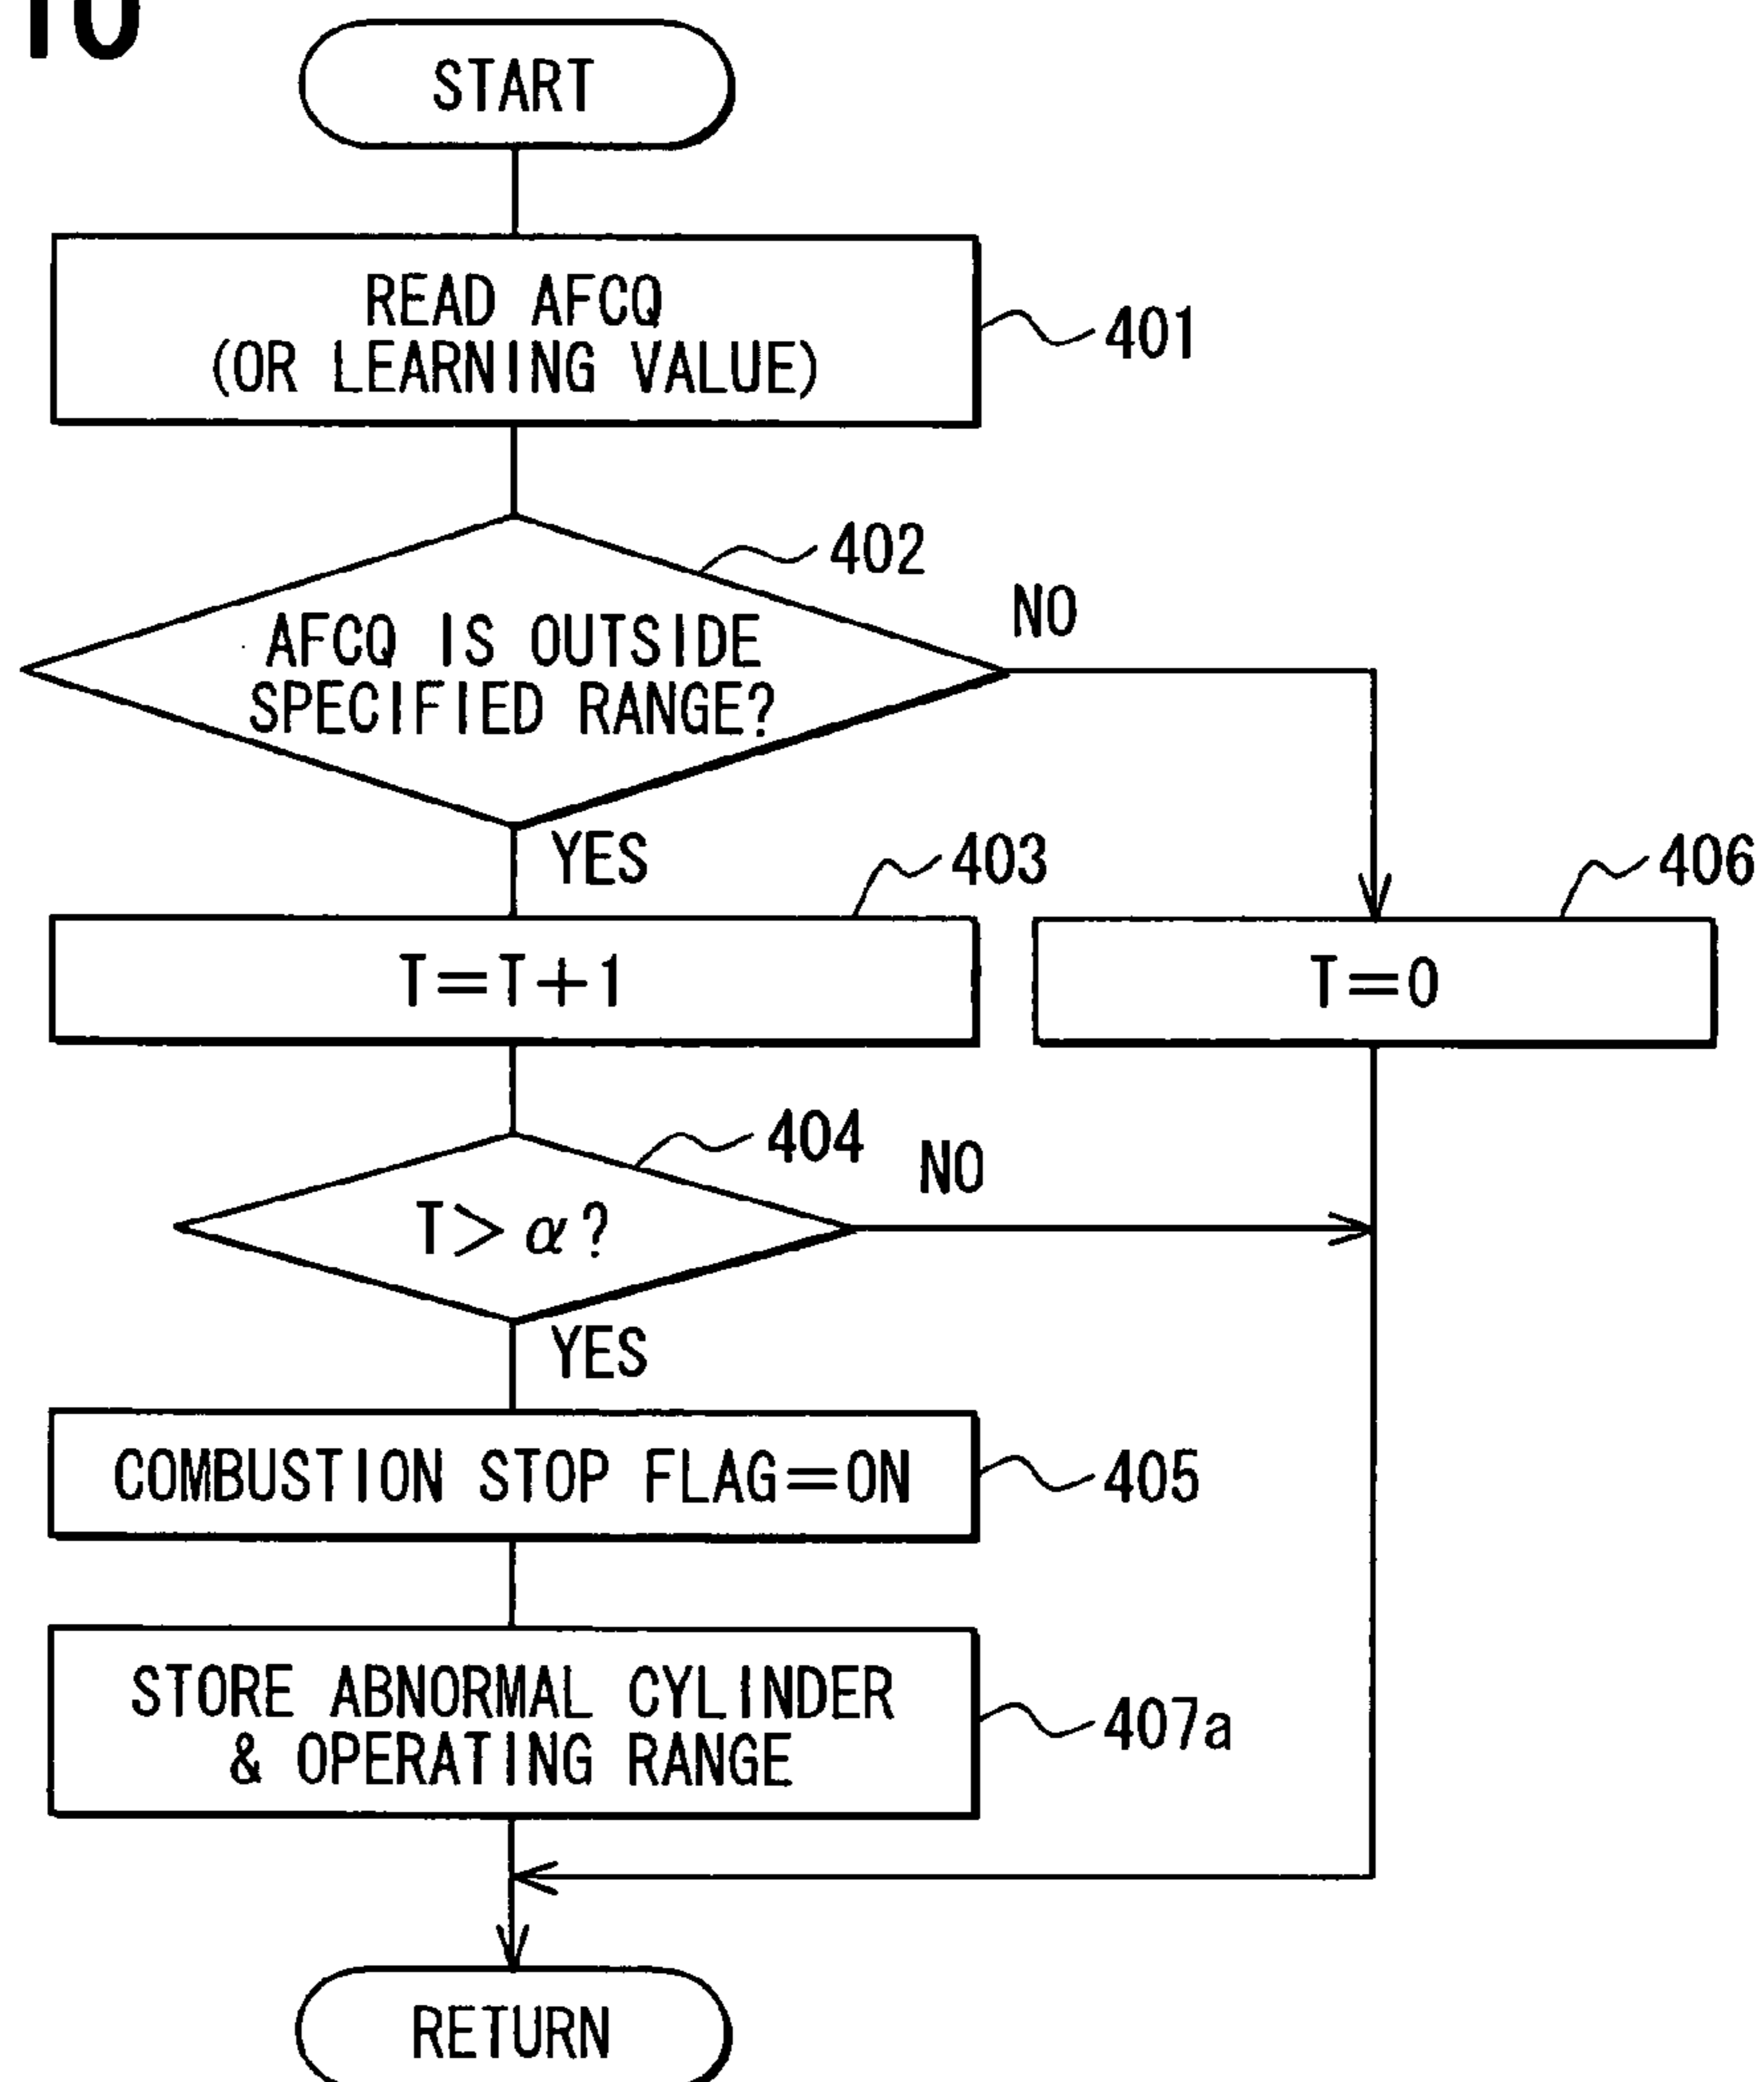 10
START
READ AFCQ
(OR LEARNING VALUE)
401
402
AFCQ IS OUTSIDE
SPECIFIED RANGE?
NO
YES
403
406
T=T+1
T=0
404
NO
T>α?
YES
COMBUSTION STOP FLAG=ON
405
STORE ABNORMAL CYLINDER
& OPERATING RANGE
407a
RETURN